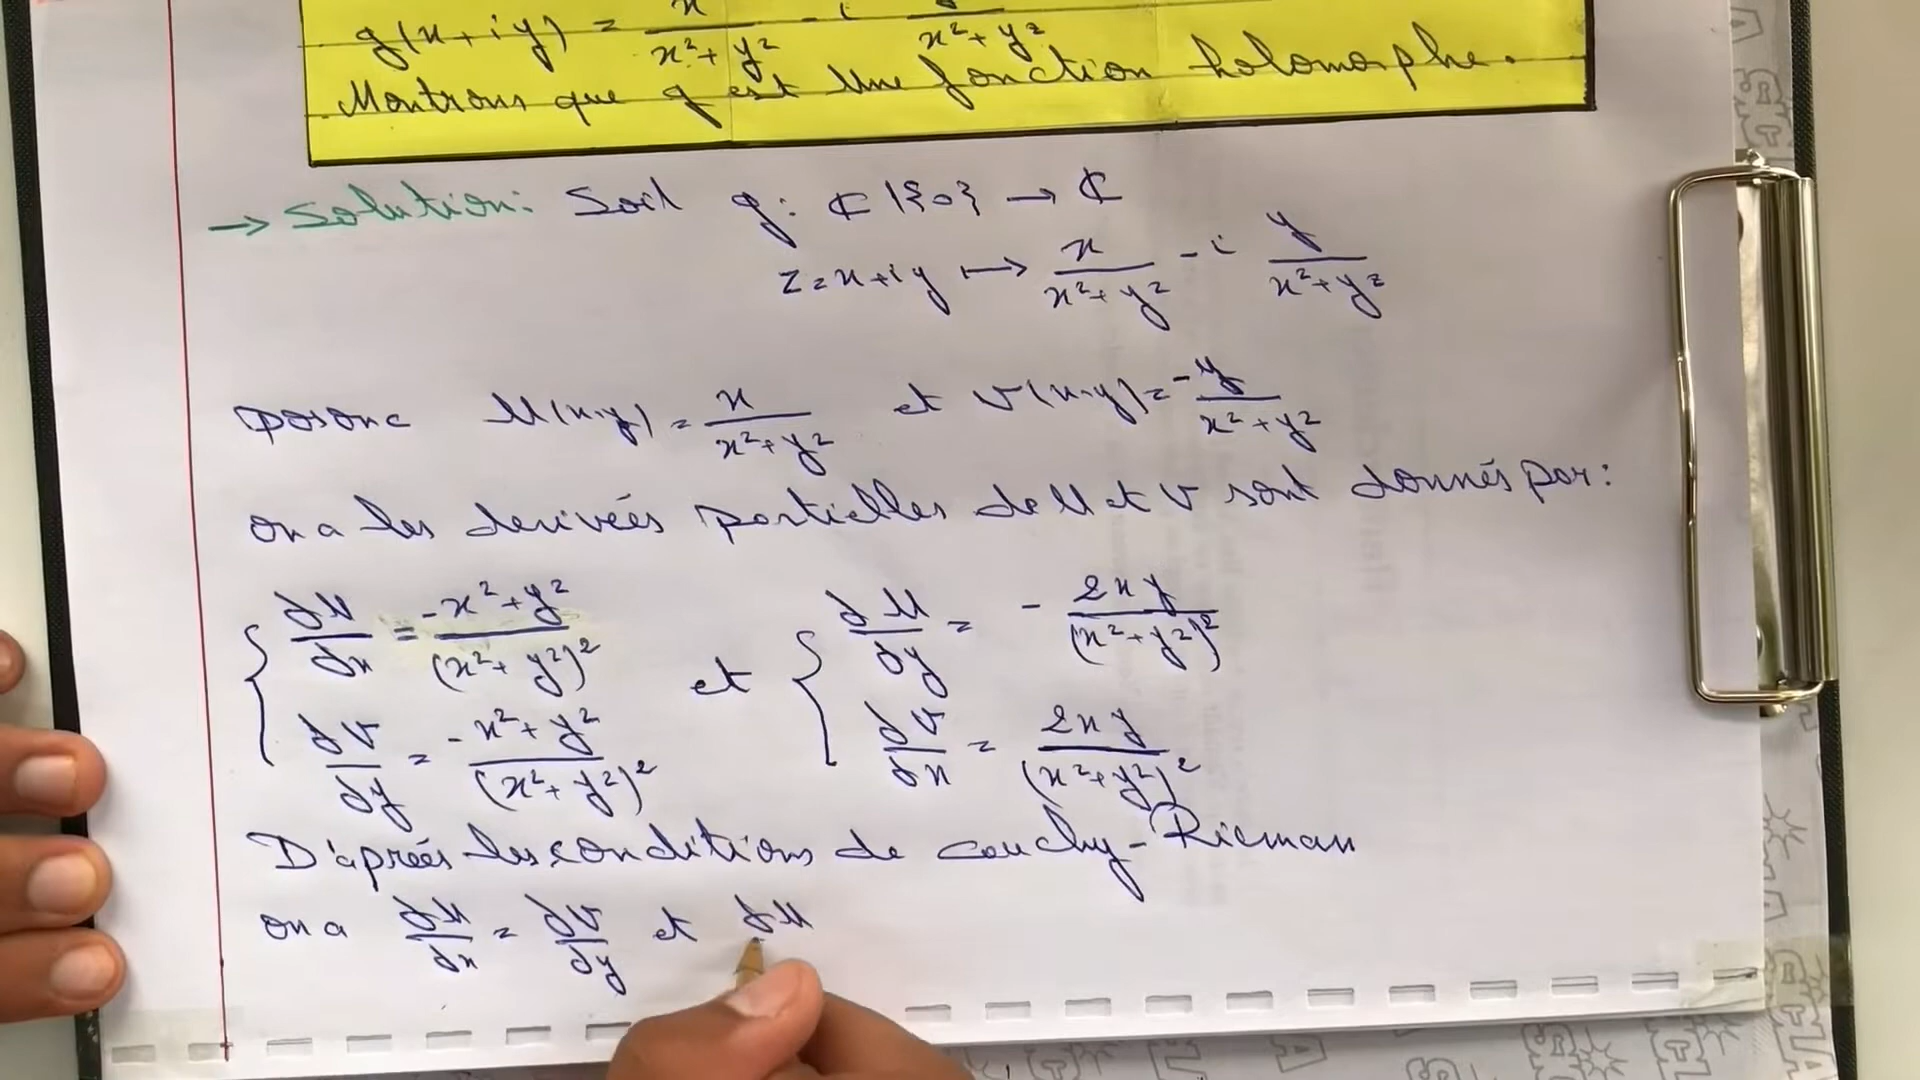 g(x+iy) = x/(x²+y²) - i y/(x²+y²)
Montrons que g est Une fonction holomorphe.
→ Solution: Soit g: ℂ\{0} → ℂ
z=x+iy ⟼ x/(x²+y²) - i y/(x²+y²)
posons U(x,y) = x/(x²+y²) et V(x,y) = -y/(x²+y²)
on a les derivées partielles de U et V sont donnés par:
{ ∂U/∂x = (-x²+y²)/(x²+y²)² et { ∂U/∂y = - 2xy/(x²+y²)²
∂V/∂y = (-x²+y²)/(x²+y²)² ∂V/∂x = 2xy/(x²+y²)²
D'aprés les conditions de cauchy-Rieman
on a ∂U/∂x = ∂V/∂y et ∂U